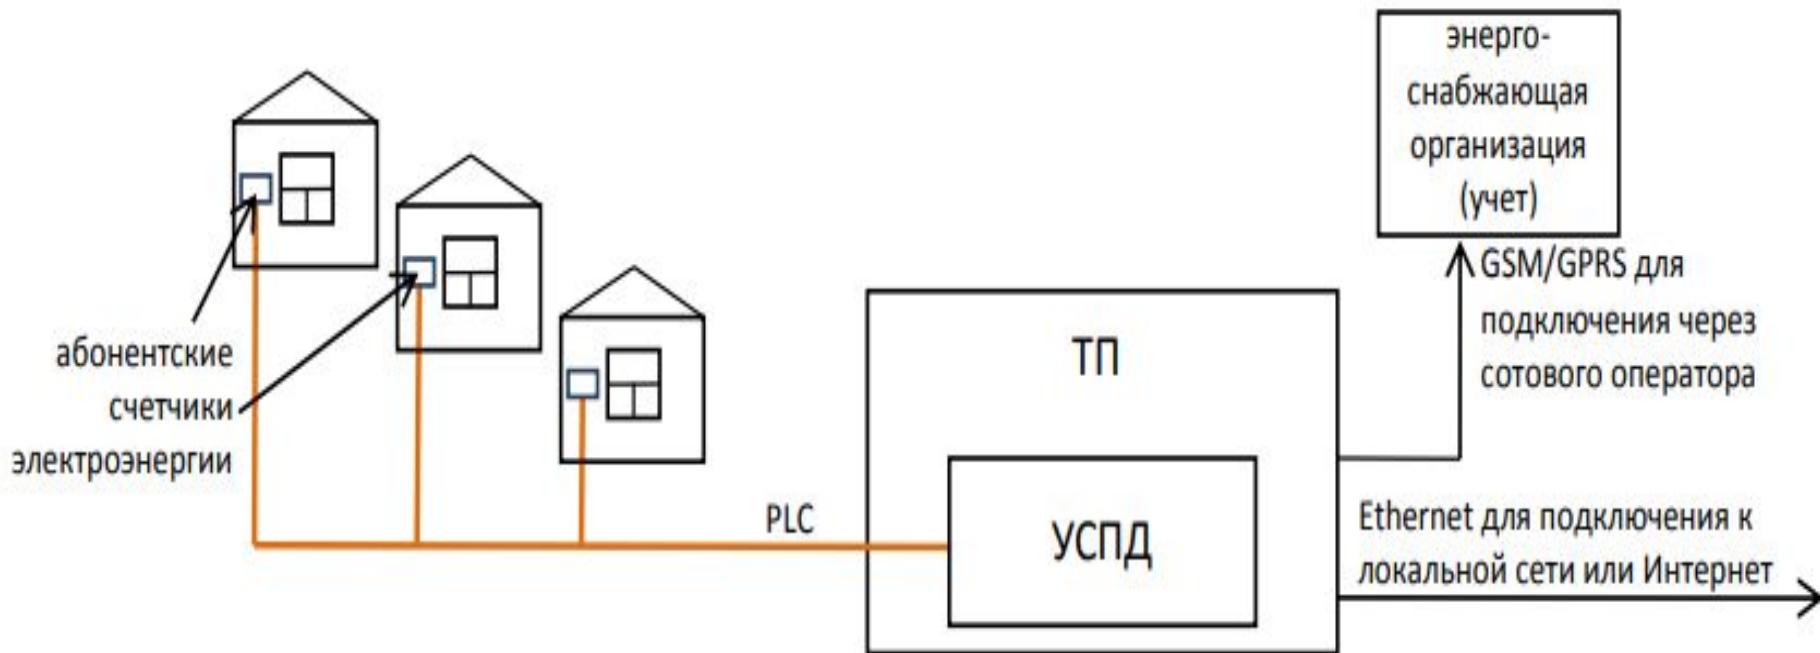 энерго-
снабжающая
организация
(учет)
GSM/GPRS для
подключения через
сотового оператора
абонентские
счетчики
электроэнергии
ТП
PLC
УСПД
Ethernet для подключения к
локальной сети или Интернет